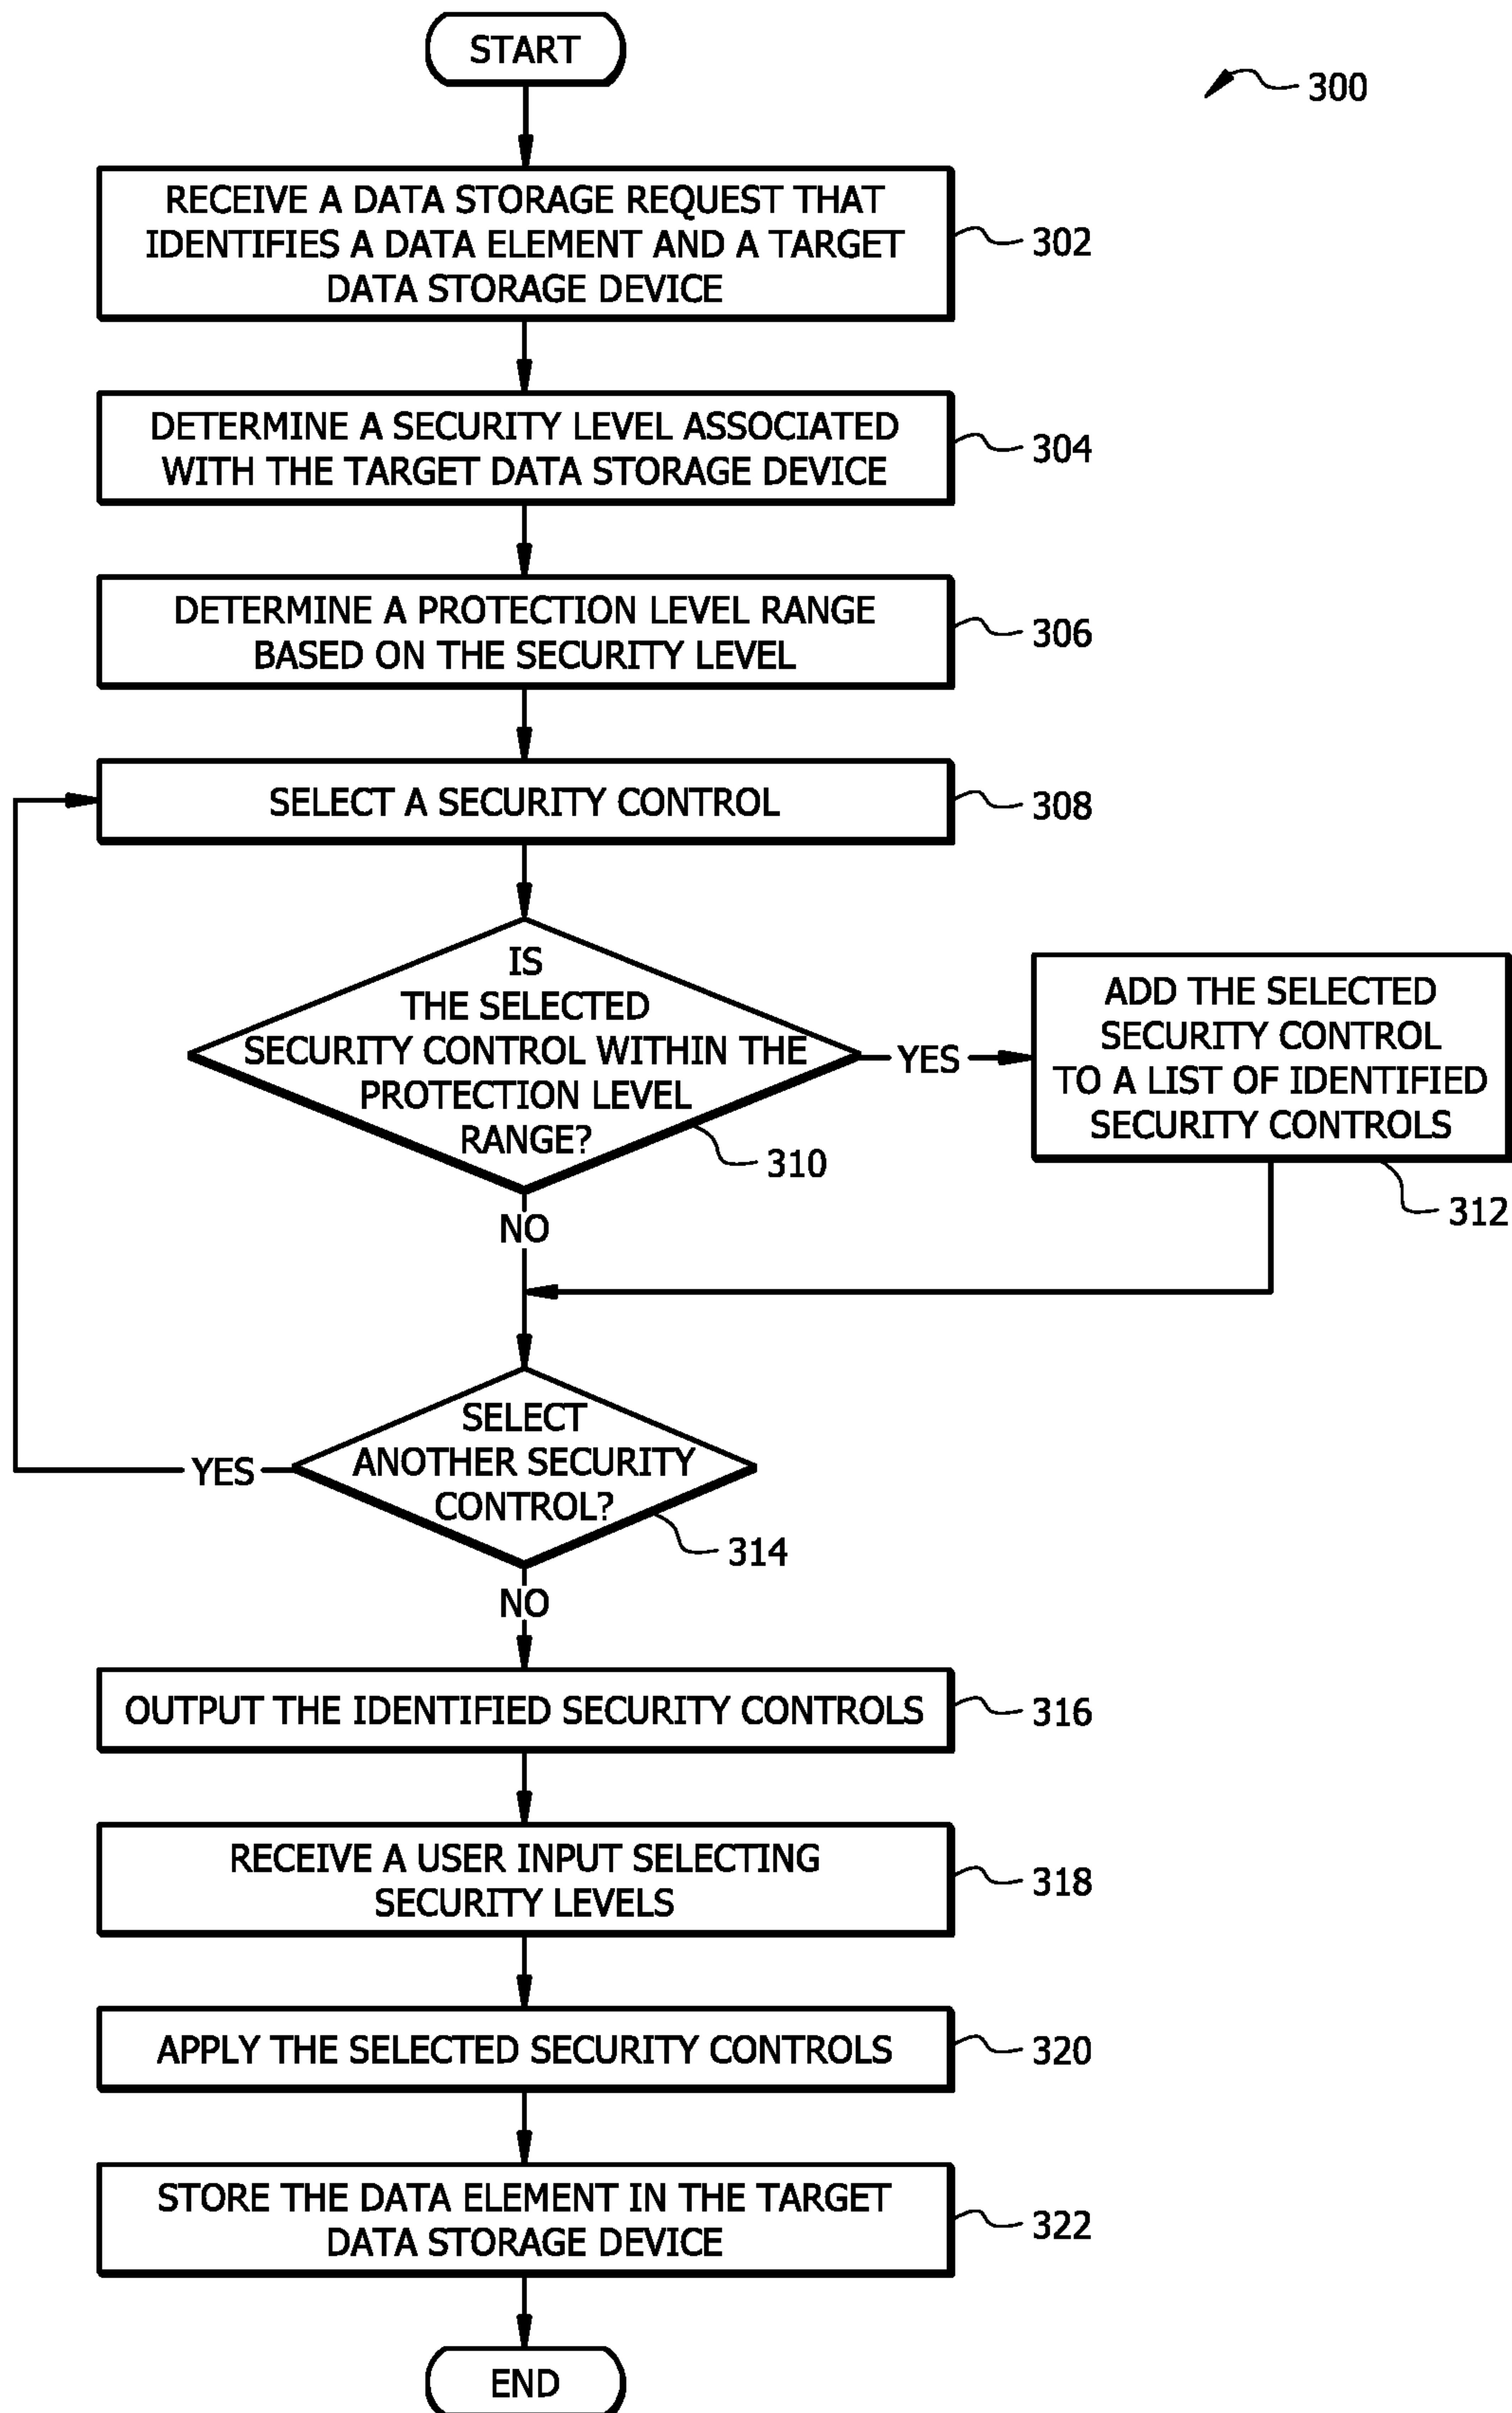 START
300
RECEIVE A DATA STORAGE REQUEST THAT
IDENTIFIES A DATA ELEMENT AND A TARGET
DATA STORAGE DEVICE
302
DETERMINE A SECURITY LEVEL ASSOCIATED
WITH THE TARGET DATA STORAGE DEVICE
304
DETERMINE A PROTECTION LEVEL RANGE
BASED ON THE SECURITY LEVEL
306
SELECT A SECURITY CONTROL
308
IS
THE SELECTED
SECURITY CONTROL WITHIN THE
PROTECTION LEVEL
RANGE?
310
YES
ADD THE SELECTED
SECURITY CONTROL
TO A LIST OF IDENTIFIED
SECURITY CONTROLS
312
NO
SELECT
ANOTHER SECURITY
CONTROL?
314
YES
NO
OUTPUT THE IDENTIFIED SECURITY CONTROLS
316
RECEIVE A USER INPUT SELECTING
SECURITY LEVELS
318
APPLY THE SELECTED SECURITY CONTROLS
320
STORE THE DATA ELEMENT IN THE TARGET
DATA STORAGE DEVICE
322
END